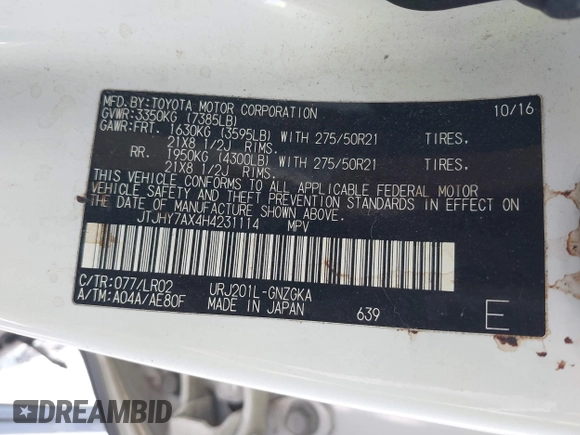 MFD.BY:TOYOTA MOTOR CORPORATION 10/16
GVWR:3350KG (7385LB)
GAWR:FRT. 1630KG (3595LB) WITH 275/50R21 TIRES.
21X8 1/2J RIMS.
RR. 1950KG (4300LB) WITH 275/50R21 TIRES.
21X8 1/2J RIMS.
THIS VEHICLE CONFORMS TO ALL APPLICABLE FEDERAL MOTOR
VEHICLE SAFETY AND THEFT PREVENTION STANDARDS IN EFFECT ON
THE DATE OF MANUFACTURE SHOWN ABOVE.
JTJHY7AX4H4231114 MPV
C/TR:077/LR02 URJ201L-GNZGKA
A/TM:A04A/AE80F MADE IN JAPAN 639 E
DREAMBID